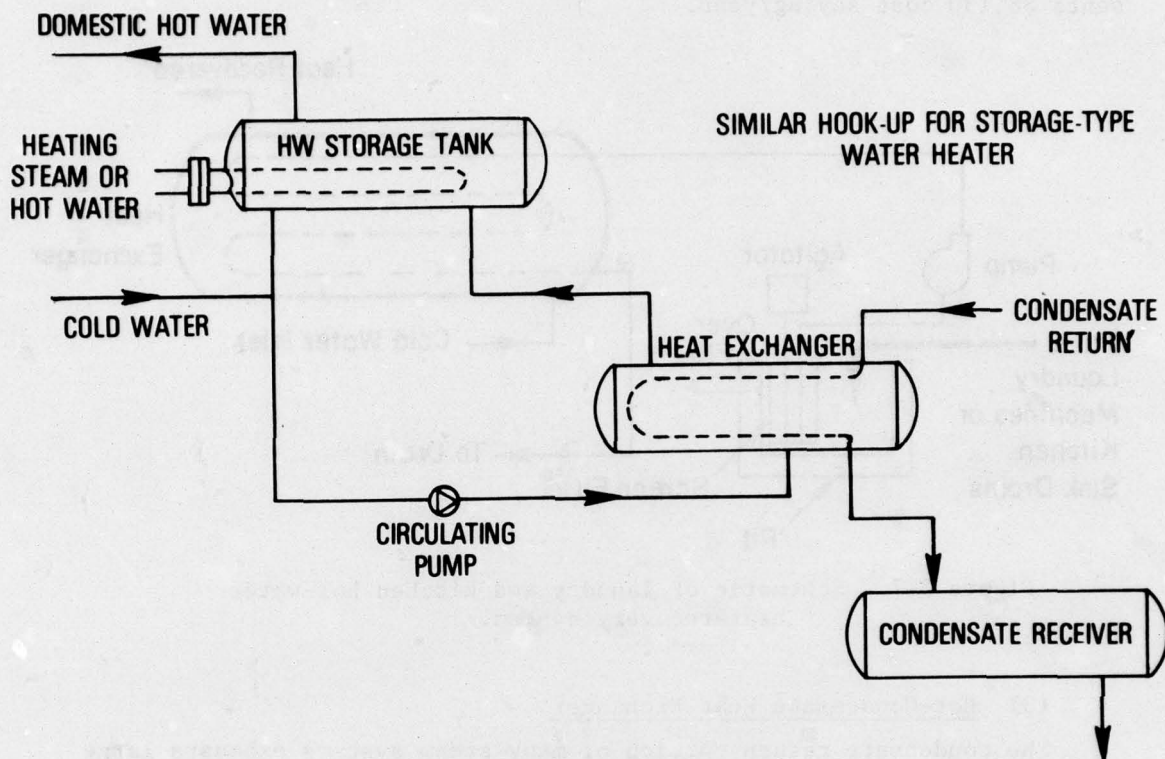 DOMESTIC HOT WATER
HEATING
STEAM OR
HOT WATER
HW STORAGE TANK
SIMILAR HOOK-UP FOR STORAGE-TYPE
WATER HEATER
COLD WATER
CONDENSATE
RETURN
HEAT EXCHANGER
CIRCULATING
PUMP
CONDENSATE RECEIVER